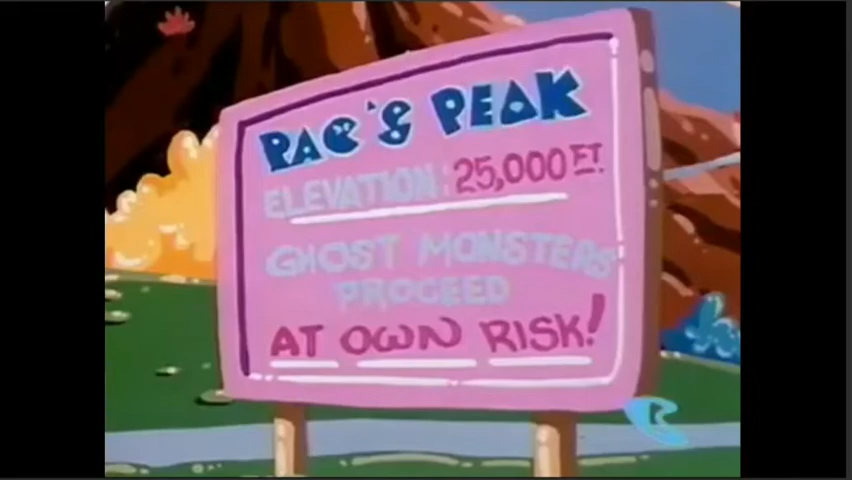 PAC'S PEAK
ELEVATION: 25,000 FT.
GHOST MONSTERS
PROCEED
AT OWN RISK!